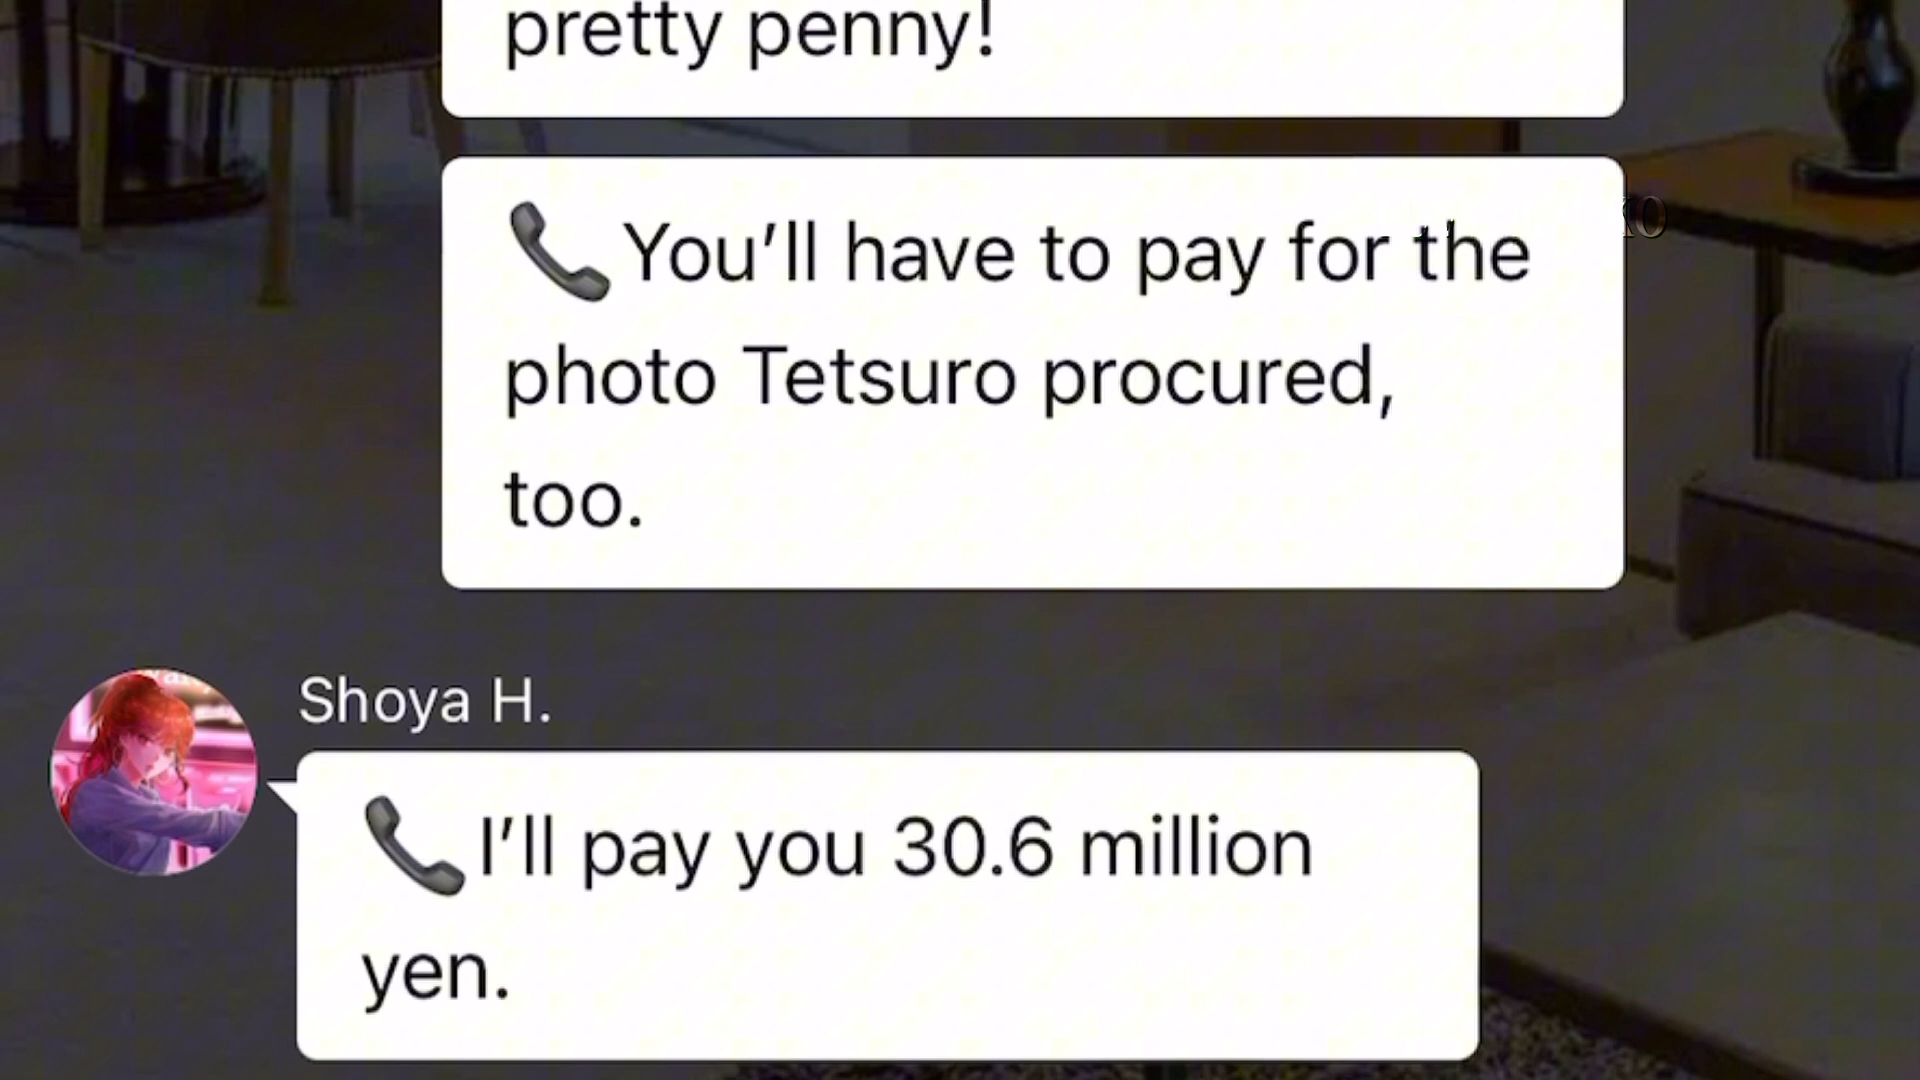 pretty penny!
📞 You’ll have to pay for the
photo Tetsuro procured,
too.
Shoya H.
📞 I’ll pay you 30.6 million
yen.